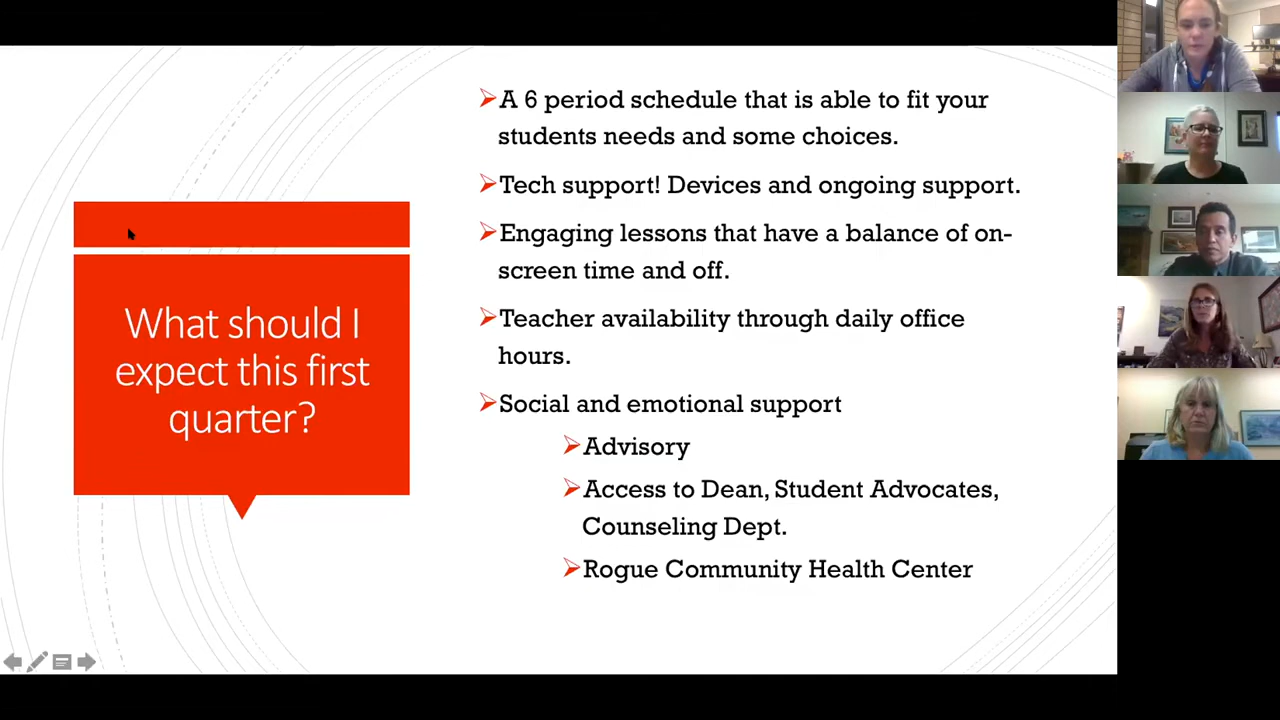 What should I
expect this first
quarter?
A 6 period schedule that is able to fit your
students needs and some choices.
Tech support! Devices and ongoing support.
Engaging lessons that have a balance of on-
screen time and off.
Teacher availability through daily office
hours.
Social and emotional support
Advisory
Access to Dean, Student Advocates,
Counseling Dept.
Rogue Community Health Center